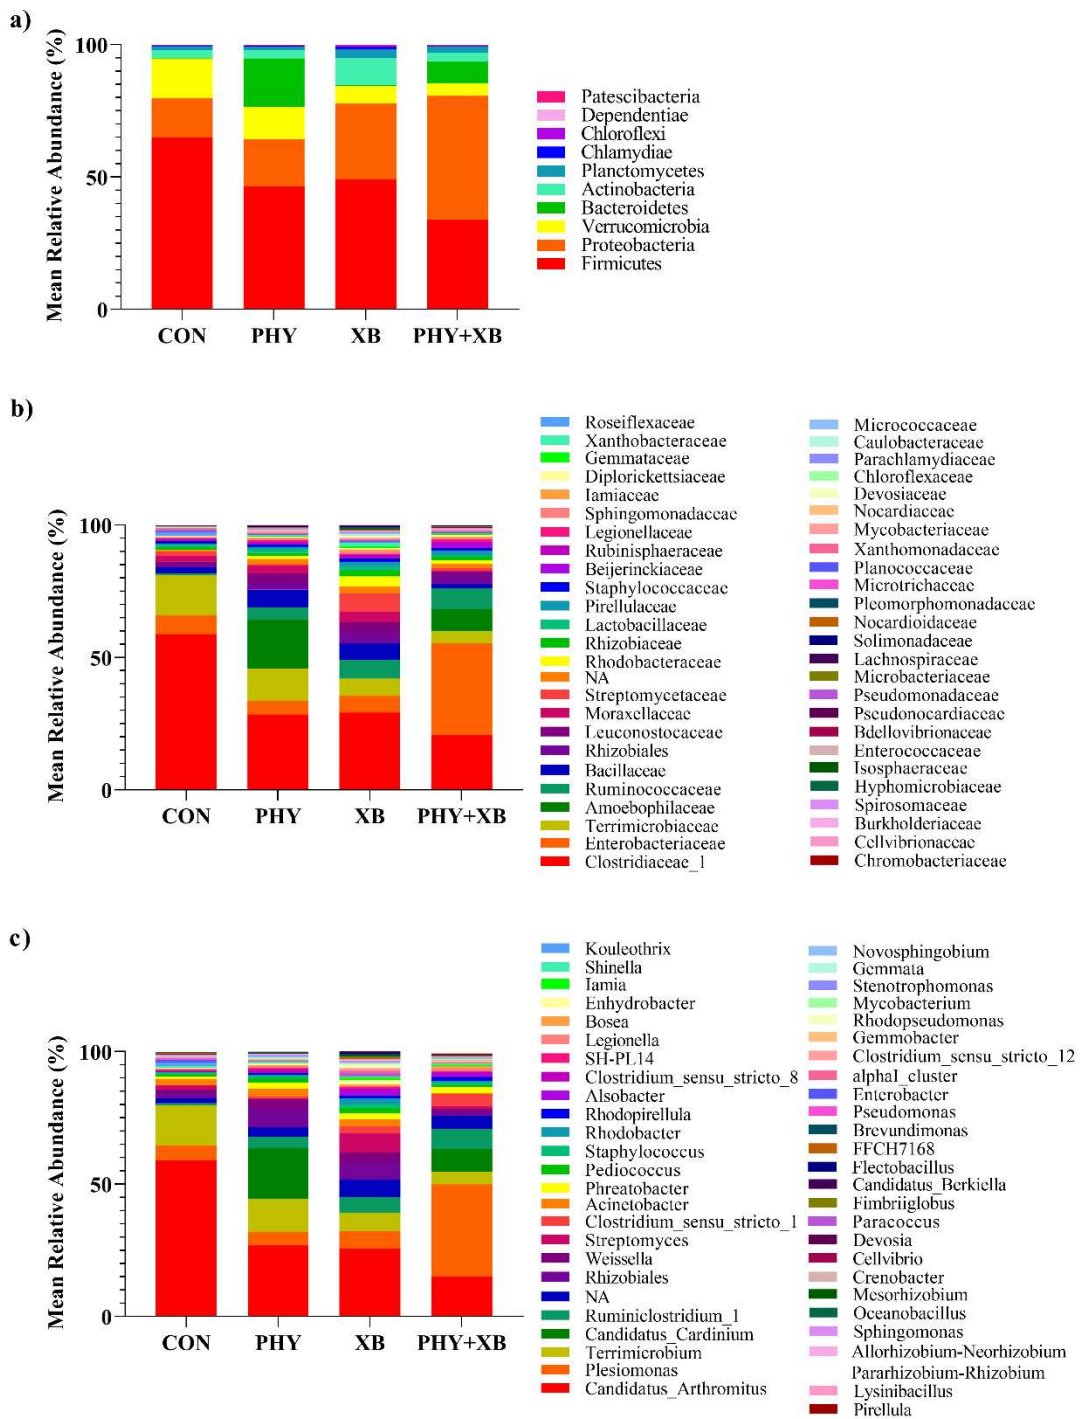 a)
Mean Relative Abundance (%)
100
50
0
CON PHY XB PHY+XB
Patescibacteria
Dependentiae
Chloroflexi
Chlamydiae
Planctomycetes
Actinobacteria
Bacteroidetes
Verrucomicrobia
Proteobacteria
Firmicutes
b)
Mean Relative Abundance (%)
100
50
0
CON PHY XB PHY+XB
Roseiflexaceae
Xanthobacteraceae
Gemmataceae
Diplorickettsiaceae
Iamiaceae
Sphingomonadaceae
Legionellaceae
Rubinisphaeraceae
Beijerinckiaceae
Staphylococcaceae
Pirellulaceae
Lactobacillaceae
Rhizobiaceae
Rhodobacteraceae
NA
Streptomycetaceae
Moraxellaceae
Leuconostocaceae
Rhizobiales
Bacillaceae
Ruminococcaceae
Amoebophilaceae
Terrimicrobiaceae
Enterobacteriaceae
Clostridiaceae_1
Micrococcaceae
Caulobacteraceae
Parachlamydiaceae
Chloroflexaceae
Devosiaceae
Nocardiaceae
Mycobacteriaceae
Xanthomonadaceae
Planococcaceae
Microtrichaceae
Pleomorphomonadaceae
Nocardioidaceae
Solimonadaceae
Lachnospiraceae
Microbacteriaceae
Pseudomonadaceae
Pseudonocardiaceae
Bdellovibrionaceae
Enterococcaceae
Isosphaeraceae
Hyphomicrobiaceae
Spirosomaceae
Burkholderiaceae
Cellvibrionaceae
Chromobacteriaceae
c)
Mean Relative Abundance (%)
100
50
0
CON PHY XB PHY+XB
Kouleothrix
Shinella
Iamia
Enhydrobacter
Bosea
Legionella
SH-PL14
Clostridium_sensu_stricto_8
Alsobacter
Rhodopirellula
Rhodobacter
Staphylococcus
Pediococcus
Phreatobacter
Acinetobacter
Clostridium_sensu_stricto_1
Streptomyces
Weissella
Rhizobiales
NA
Ruminiclostridium_1
Candidatus_Cardinium
Terrimicrobium
Plesiomonas
Candidatus_Arthromitus
Novosphingobium
Gemmata
Stenotrophomonas
Mycobacterium
Rhodopseudomonas
Gemmobacter
Clostridium_sensu_stricto_12
alphaI_cluster
Enterobacter
Pseudomonas
Brevundimonas
FFCH7168
Flectobacillus
Candidatus_Berkiella
Fimbriiglobus
Paracoccus
Devosia
Cellvibrio
Crenobacter
Mesorhizobium
Oceanobacillus
Sphingomonas
Allorhizobium-Neorhizobium
Pararhizobium-Rhizobium
Lysinibacillus
Pirellula